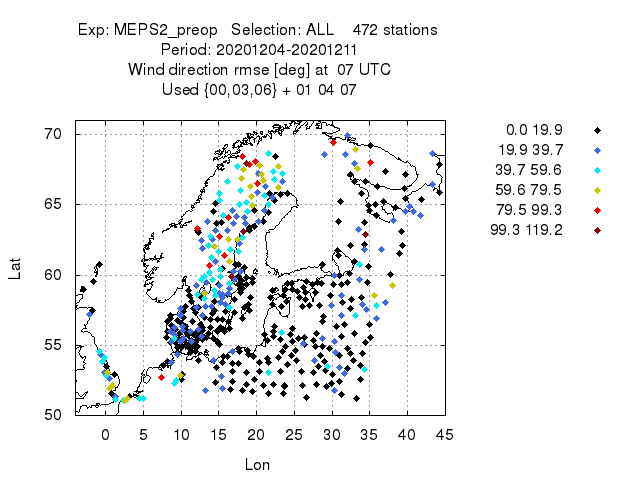 Exp: MEPS2_preop Selection: ALL 472 stations
Period: 20201204-20201211
Wind direction rmse [deg] at 07 UTC
Used {00,03,06} + 01 04 07
0.0 19.9
19.9 39.7
39.7 59.6
59.6 79.5
79.5 99.3
99.3 119.2
Lat
70
65
60
55
50
0 5 10 15 20 25 30 35 40 45
Lon